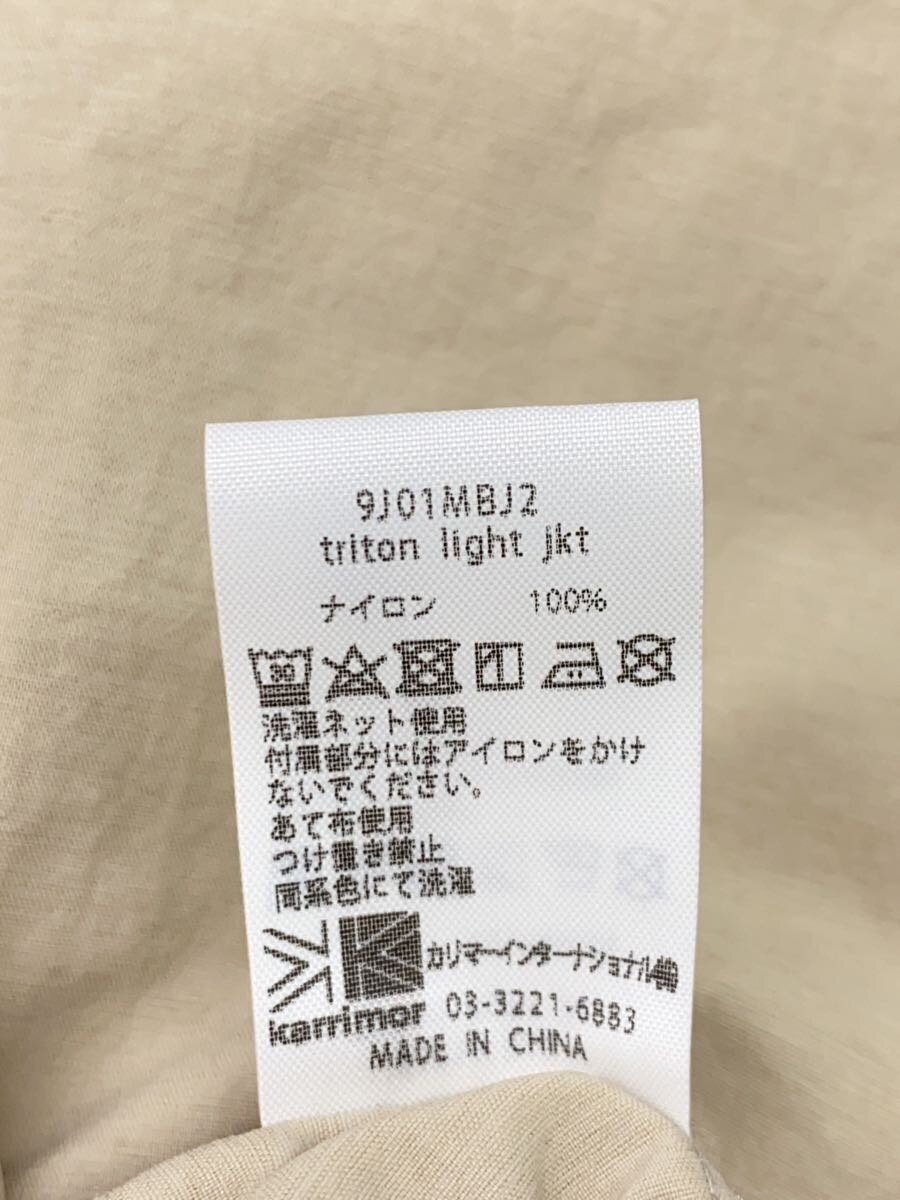 9J01MBJ2
triton light jkt
ナイロン 100%
30
洗濯ネット使用
付属部分にはアイロンをかけ
ないでください。
あて布使用
つけ置き禁止
同系色にて洗濯
karrimor
カリマーインターナショナル㈱
03-3221-6883
MADE IN CHINA